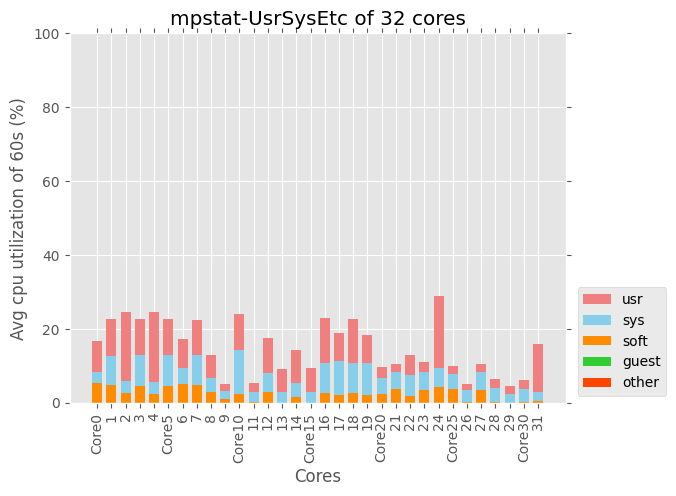 mpstat-UsrSysEtc of 32 cores
Avg cpu utilization of 60s (%)
100
80
60
40
20
0
Core0
1
2
3
4
Core5
6
7
8
9
Core10
11
12
13
14
Core15
16
17
18
19
Core20
21
22
23
24
Core25
26
27
28
29
Core30
31
Cores
usr
sys
soft
guest
other